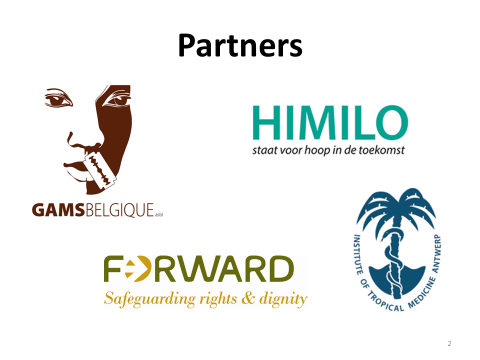 Partners
HIMILO
staat voor hoop in de toekomst
GAMSBELGIQUE asbl
INSTITUTE OF TROPICAL MEDICINE ANTWERP
FORWARD
Safeguarding rights & dignity
2